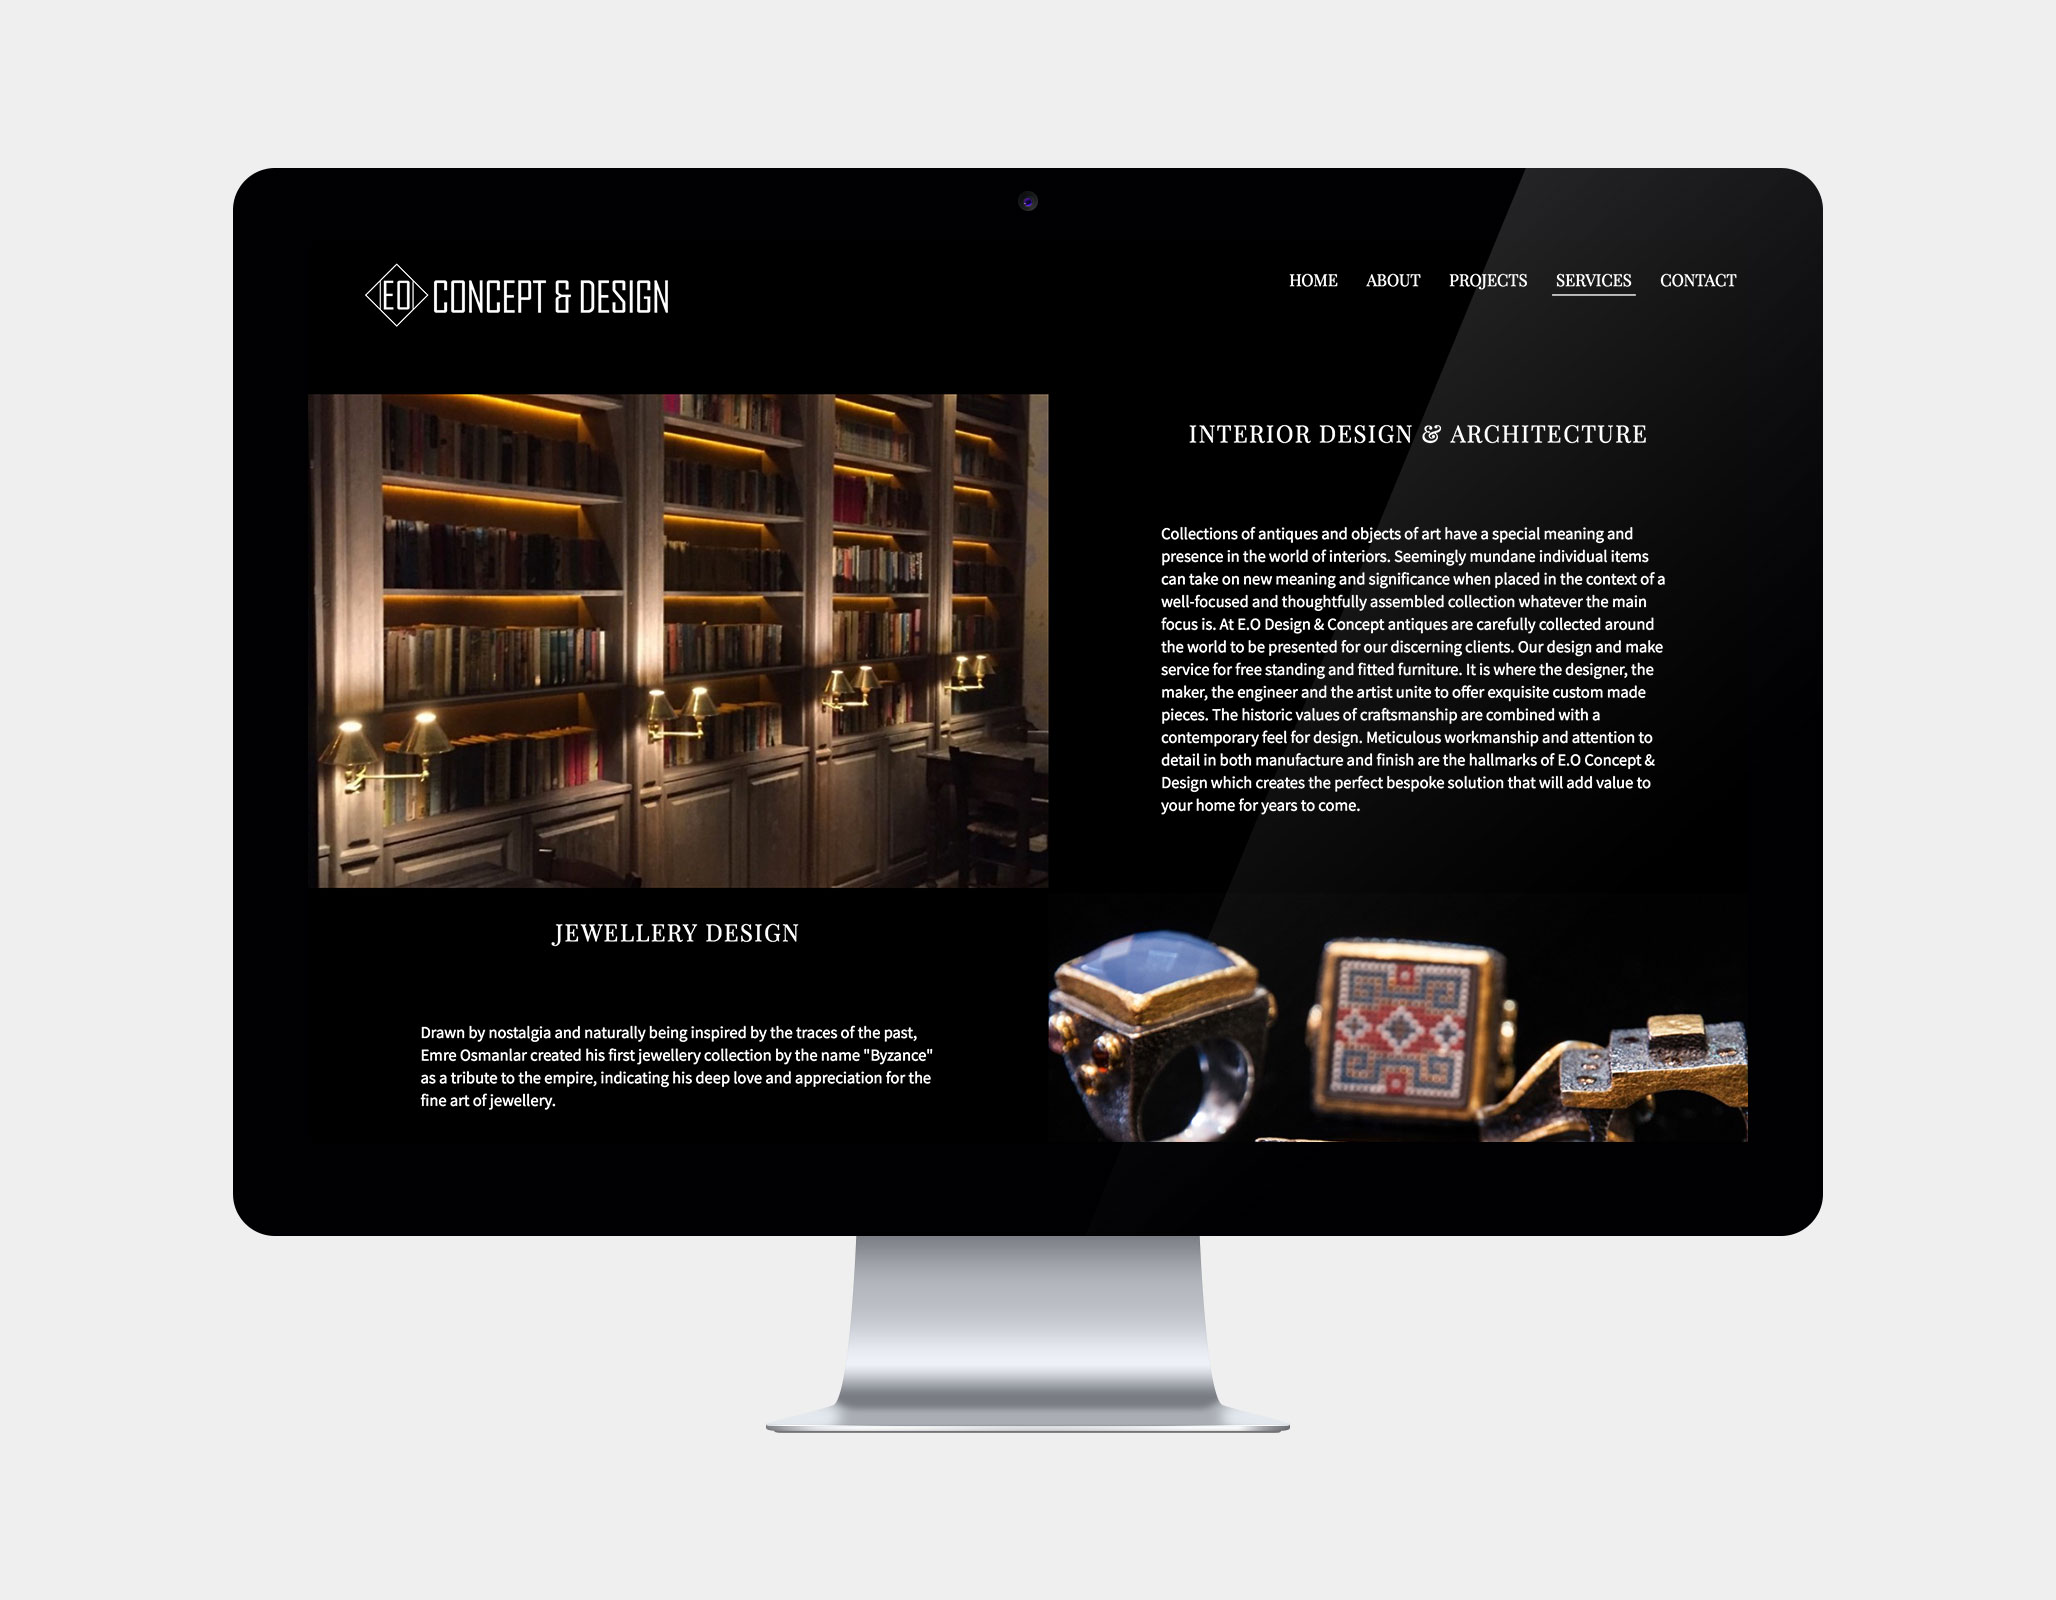 EO CONCEPT & DESIGN
HOME ABOUT PROJECTS SERVICES CONTACT
INTERIOR DESIGN & ARCHITECTURE
Collections of antiques and objects of art have a special meaning and
presence in the world of interiors. Seemingly mundane individual items
can take on new meaning and significance when placed in the context of a
well-focused and thoughtfully assembled collection whatever the main
focus is. At E.O Design & Concept antiques are carefully collected around
the world to be presented for our discerning clients. Our design and make
service for free standing and fitted furniture. It is where the designer, the
maker, the engineer and the artist unite to offer exquisite custom made
pieces. The historic values of craftsmanship are combined with a
contemporary feel for design. Meticulous workmanship and attention to
detail in both manufacture and finish are the hallmarks of E.O Concept &
Design which creates the perfect bespoke solution that will add value to
your home for years to come.
JEWELLERY DESIGN
Drawn by nostalgia and naturally being inspired by the traces of the past,
Emre Osmanlar created his first jewellery collection by the name "Byzance"
as a tribute to the empire, indicating his deep love and appreciation for the
fine art of jewellery.